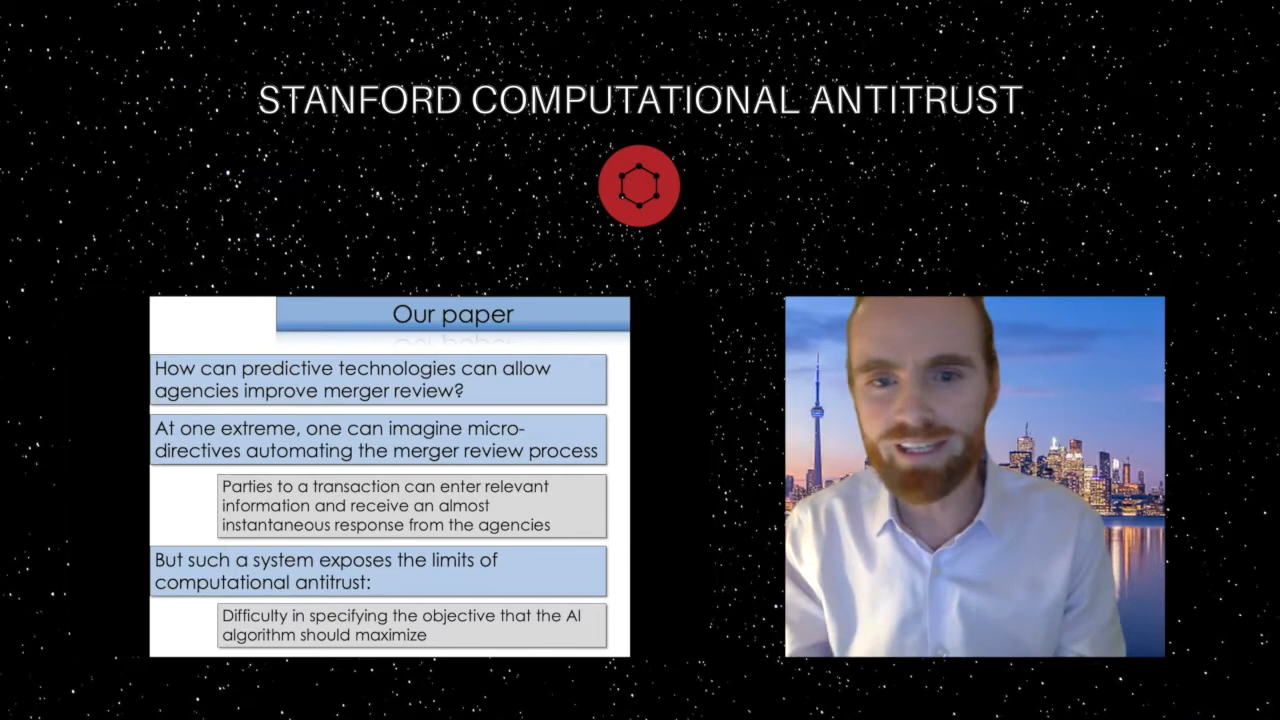 STANFORD COMPUTATIONAL ANTITRUST
Our paper
How can predictive technologies can allow
agencies improve merger review?
At one extreme, one can imagine micro-
directives automating the merger review process
Parties to a transaction can enter relevant
information and receive an almost
instantaneous response from the agencies
But such a system exposes the limits of
computational antitrust:
Difficulty in specifying the objective that the AI
algorithm should maximize